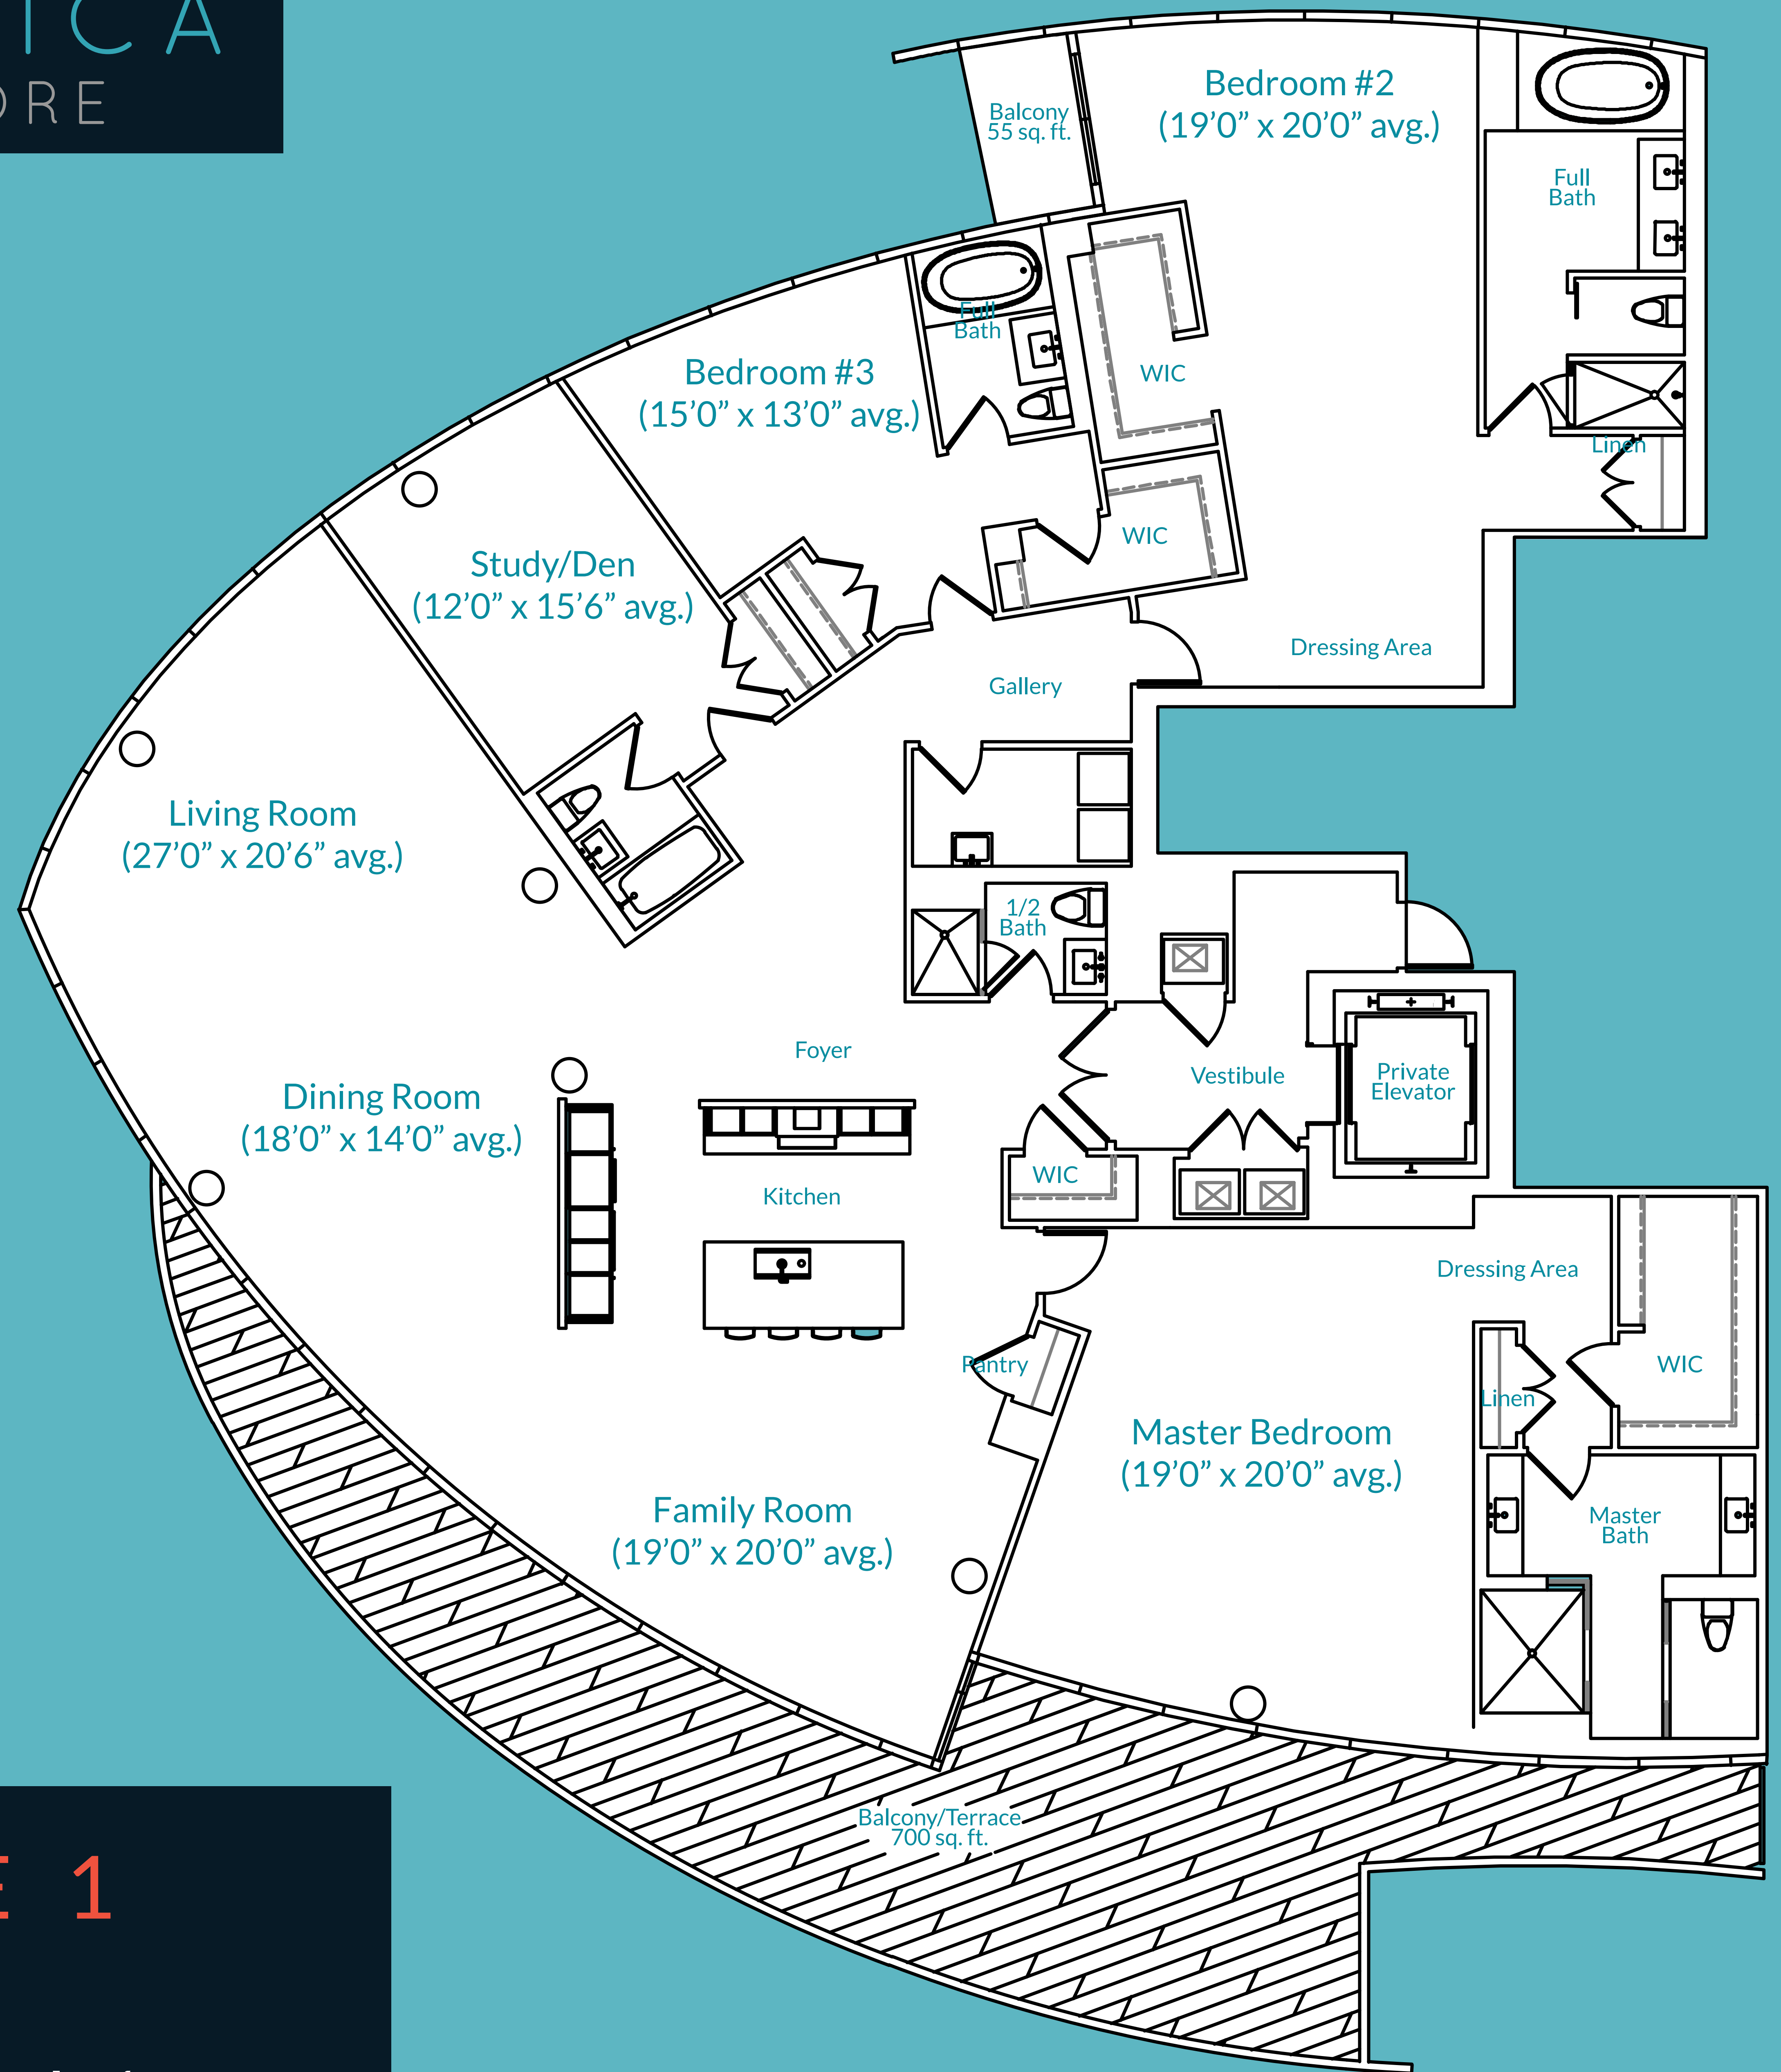 ICA
ORE
Bedroom #2
(19’0” x 20’0” avg.)
Balcony
55 sq. ft.
Full
Bath
Full
Bath
Bedroom #3
(15’0” x 13’0” avg.)
WIC
Linen
WIC
Study/Den
(12’0” x 15’6” avg.)
Dressing Area
Gallery
Living Room
(27’0” x 20’6” avg.)
1/2
Bath
Foyer
Vestibule
Private
Elevator
Dining Room
(18’0” x 14’0” avg.)
WIC
Kitchen
Dressing Area
Pantry
WIC
Linen
Master Bedroom
(19’0” x 20’0” avg.)
Master
Bath
Family Room
(19’0” x 20’0” avg.)
Balcony/Terrace
700 sq. ft.
E 1